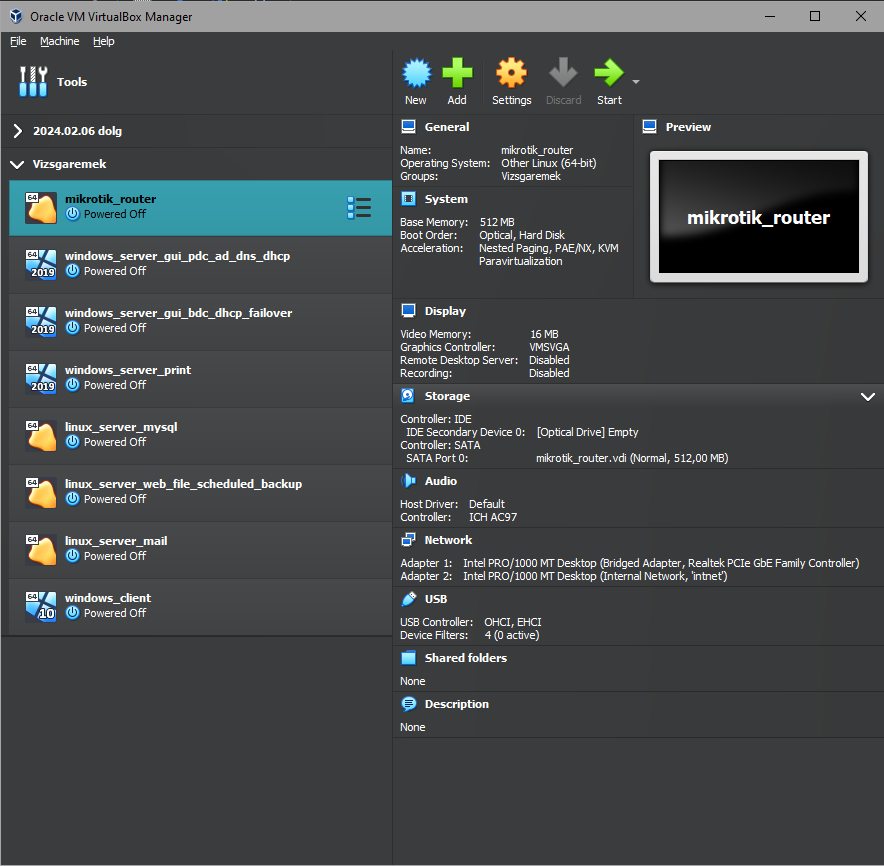 Oracle VM VirtualBox Manager
File Machine Help
Tools
New Add Settings Discard Start
2024.02.06 dolg
Vizsgaremek
64
mikrotik_router
Powered Off
64
2019
windows_server_gui_pdc_ad_dns_dhcp
Powered Off
64
2019
windows_server_gui_bdc_dhcp_failover
Powered Off
64
2019
windows_server_print
Powered Off
64
linux_server_mysql
Powered Off
64
linux_server_web_file_scheduled_backup
Powered Off
64
linux_server_mail
Powered Off
64
10
windows_client
Powered Off
General
Name: mikrotik_router
Operating System: Other Linux (64-bit)
Groups: Vizsgaremek
Preview
mikrotik_router
System
Base Memory: 512 MB
Boot Order: Optical, Hard Disk
Acceleration: Nested Paging, PAE/NX, KVM
Paravirtualization
Display
Video Memory: 16 MB
Graphics Controller: VMSVGA
Remote Desktop Server: Disabled
Recording: Disabled
Storage
Controller: IDE
IDE Secondary Device 0: [Optical Drive] Empty
Controller: SATA
SATA Port 0: mikrotik_router.vdi (Normal, 512,00 MB)
Audio
Host Driver: Default
Controller: ICH AC97
Network
Adapter 1: Intel PRO/1000 MT Desktop (Bridged Adapter, Realtek PCIe GbE Family Controller)
Adapter 2: Intel PRO/1000 MT Desktop (Internal Network, 'intnet')
USB
USB Controller: OHCI, EHCI
Device Filters: 4 (0 active)
Shared folders
None
Description
None